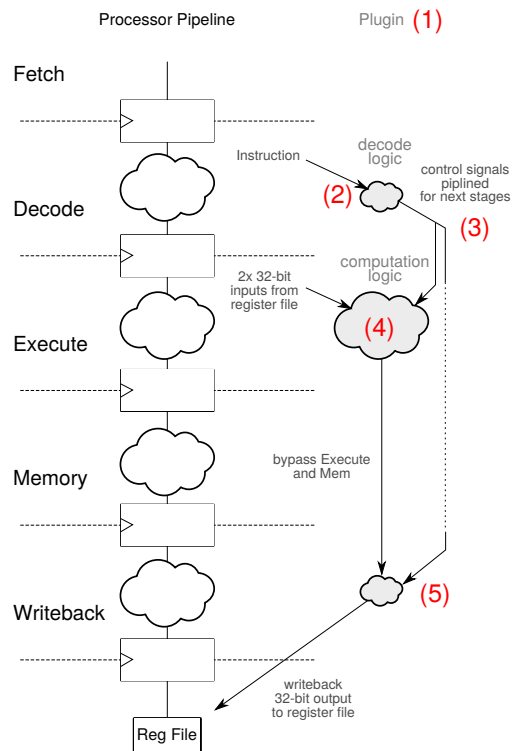 Processor Pipeline
Plugin (1)
Fetch
Instruction
decode
logic
(2)
control signals
piplined
for next stages
(3)
Decode
2x 32-bit
inputs from
register file
computation
logic
(4)
Execute
bypass Execute
and Mem
Memory
(5)
Writeback
writeback
32-bit output
to register file
Reg File